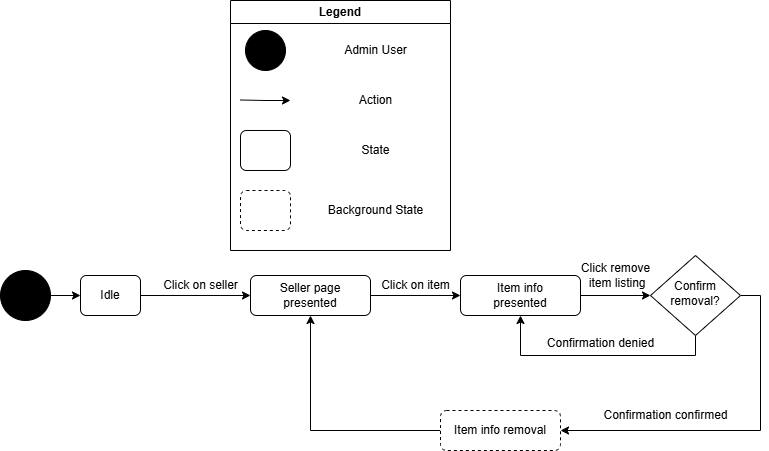 Legend
Admin User
Action
State
Background State
Idle
Click on seller
Seller page
presented
Click on item
Item info
presented
Click remove
item listing
Confirm
removal?
Confirmation denied
Item info removal
Confirmation confirmed